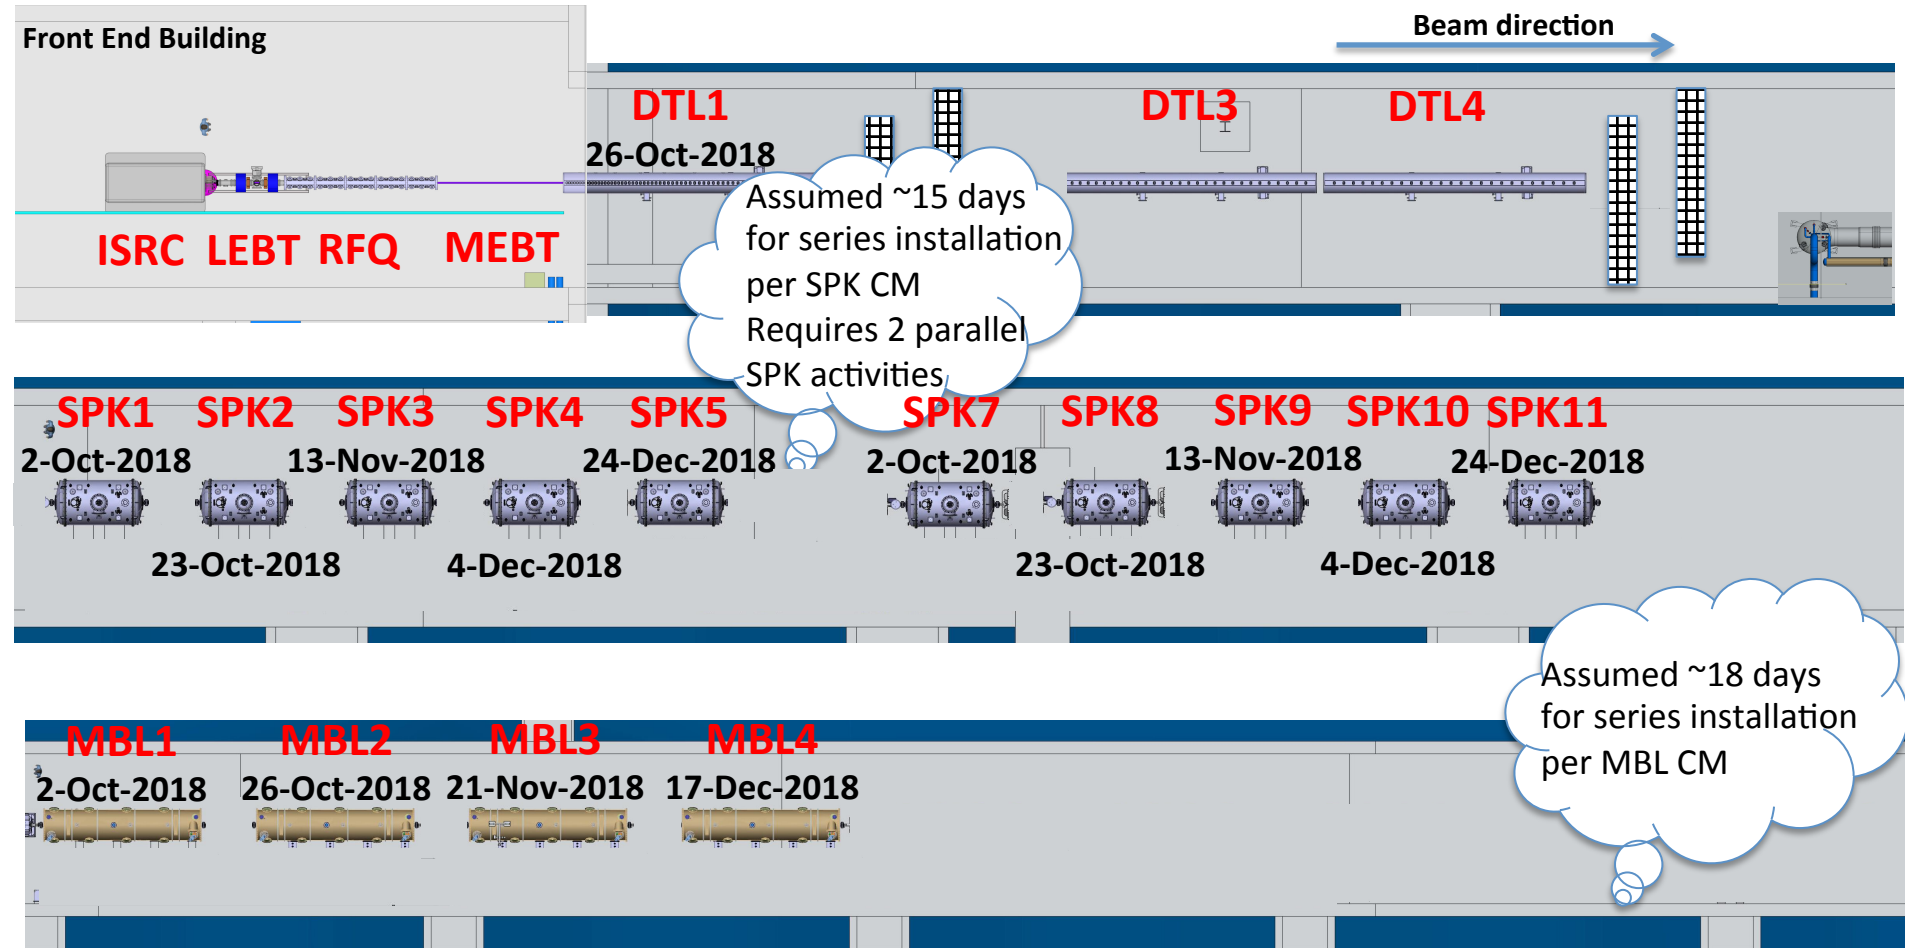 Front End Building
Beam direction
DTL1
DTL3
DTL4
26-Oct-2018
ISRC LEBT RFQ MEBT
Assumed ~15 days
for series installation
per SPK CM
Requires 2 parallel
SPK activities
SPK1 SPK2 SPK3 SPK4 SPK5 SPK7 SPK8 SPK9 SPK10 SPK11
2-Oct-2018 13-Nov-2018 24-Dec-2018 2-Oct-2018 13-Nov-2018 24-Dec-2018
23-Oct-2018 4-Dec-2018 23-Oct-2018 4-Dec-2018
Assumed ~18 days
for series installation
per MBL CM
MBL1 MBL2 MBL3 MBL4
2-Oct-2018 26-Oct-2018 21-Nov-2018 17-Dec-2018